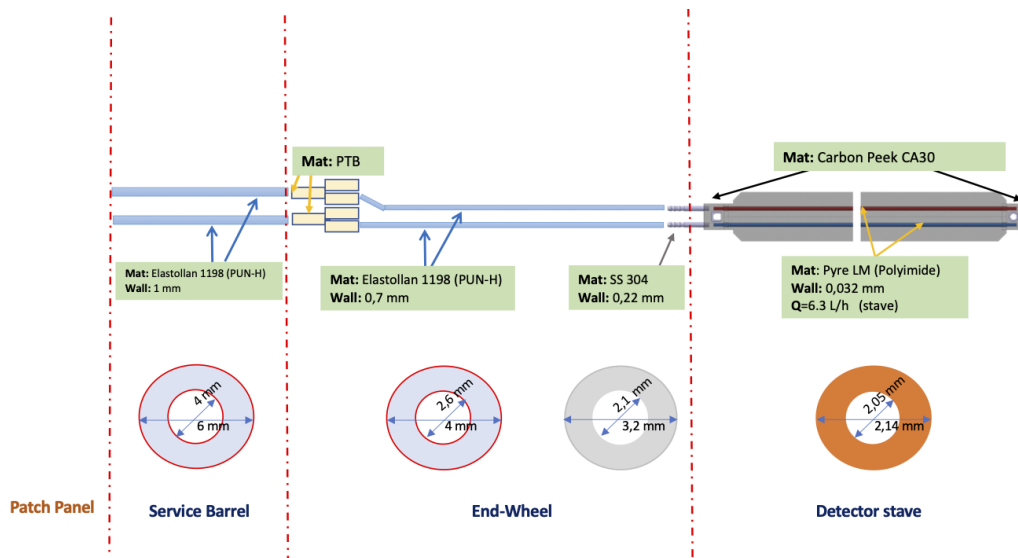 Mat: PTB
Mat: Carbon Peek CA30
Mat: Elastollan 1198 (PUN-H)
Wall: 1 mm
Mat: Elastollan 1198 (PUN-H)
Wall: 0,7 mm
Mat: SS 304
Wall: 0,22 mm
Mat: Pyre LM (Polyimide)
Wall: 0,032 mm
Q=6.3 L/h (stave)
4 mm
6 mm
2,6 mm
4 mm
2,1 mm
3,2 mm
2,05 mm
2,14 mm
Patch Panel
Service Barrel
End-Wheel
Detector stave